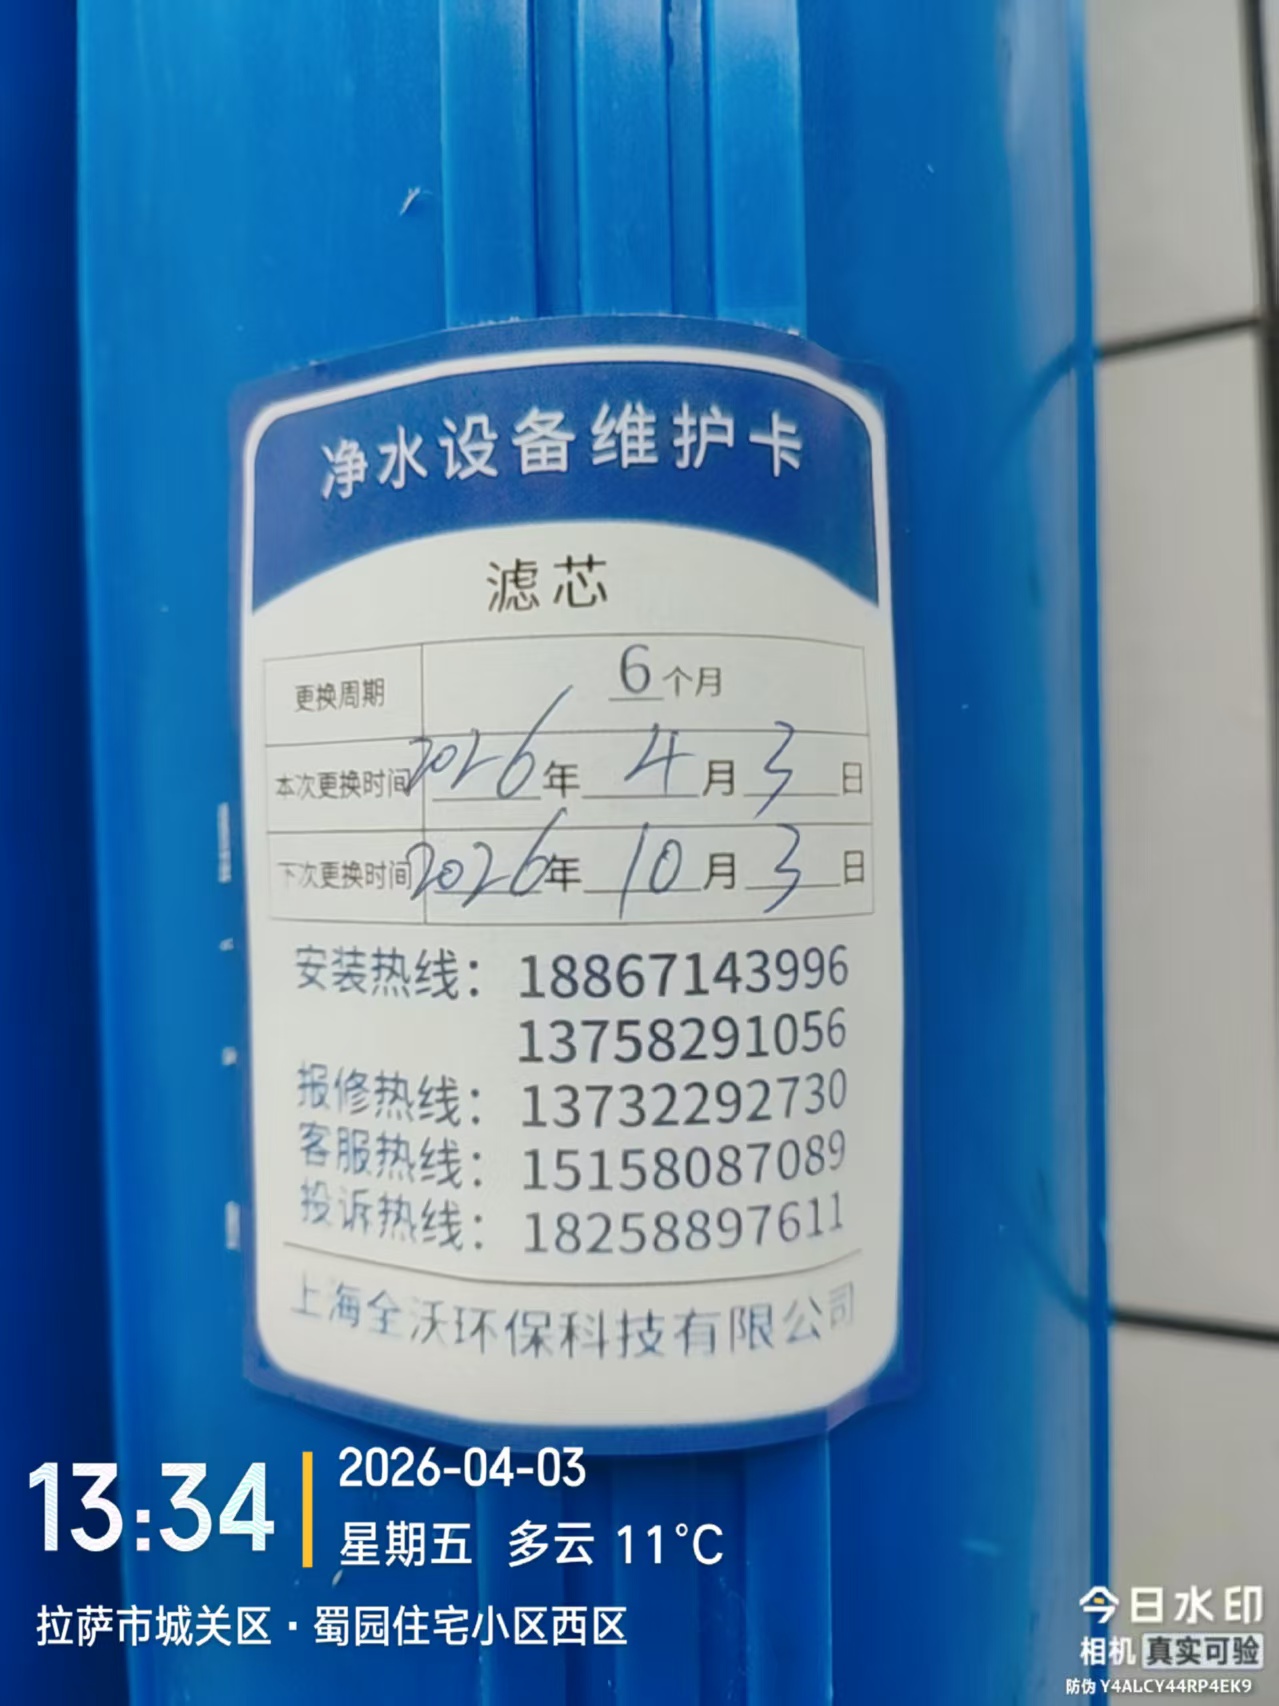 净水设备维护卡
滤芯
更换周期 6个月
本次更换时间 2026年4月3日
下次更换时间 2026年10月3日
安装热线：18867143996
13758291056
报修热线：13732292730
客服热线：15158087089
投诉热线：18258897611
上海全沃环保科技有限公司
13:34
2026-04-03
星期五 多云 11°C
拉萨市城关区·蜀园住宅小区西区
今日水印
相机 真实可验
防伪 Y4ALCY44RP4EK9